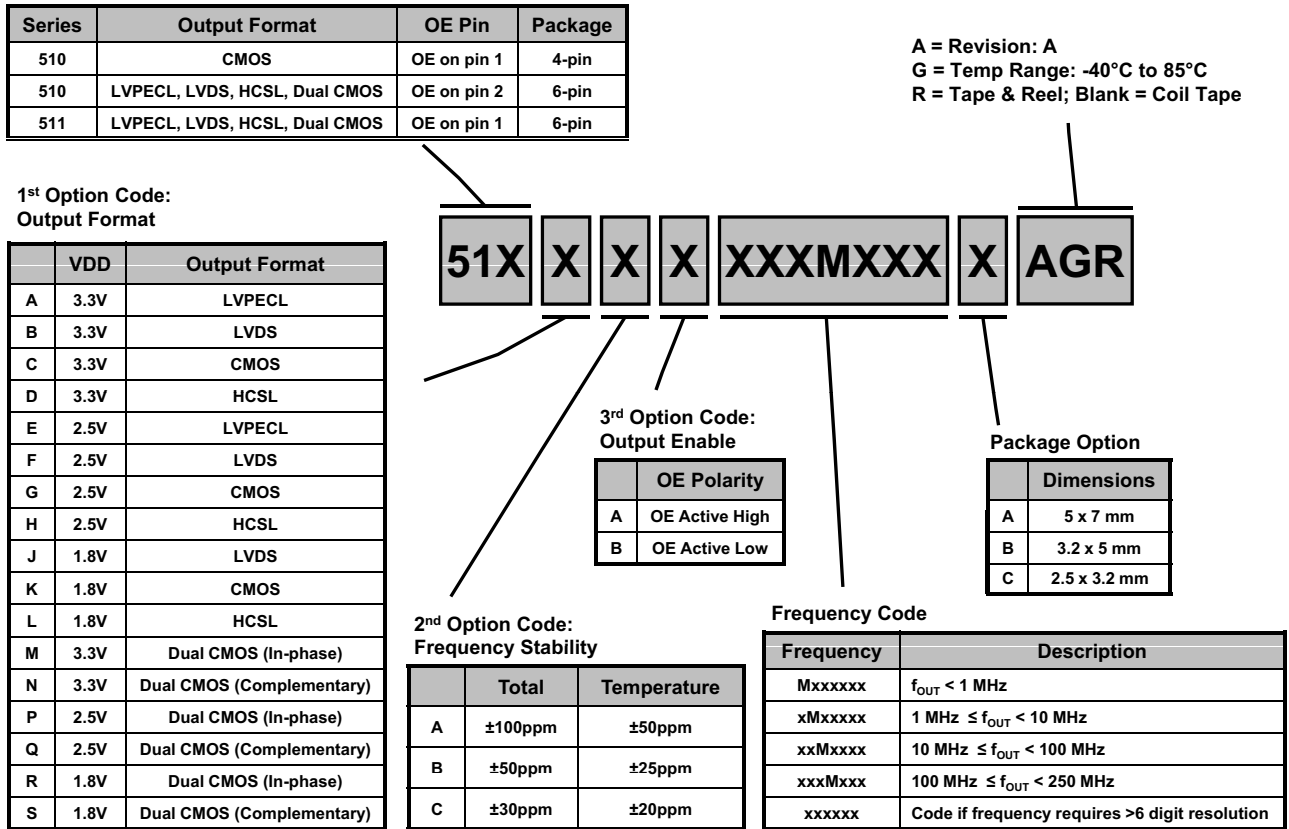 Series Output Format OE Pin Package
510 CMOS OE on pin 1 4-pin
510 LVPECL, LVDS, HCSL, Dual CMOS OE on pin 2 6-pin
511 LVPECL, LVDS, HCSL, Dual CMOS OE on pin 1 6-pin
A = Revision: A
G = Temp Range: -40°C to 85°C
R = Tape & Reel; Blank = Coil Tape
51X X X X XXXMXXX X AGR
1st Option Code:
Output Format
VDD Output Format
A 3.3V LVPECL
B 3.3V LVDS
C 3.3V CMOS
D 3.3V HCSL
E 2.5V LVPECL
F 2.5V LVDS
G 2.5V CMOS
H 2.5V HCSL
J 1.8V LVDS
K 1.8V CMOS
L 1.8V HCSL
M 3.3V Dual CMOS (In-phase)
N 3.3V Dual CMOS (Complementary)
P 2.5V Dual CMOS (In-phase)
Q 2.5V Dual CMOS (Complementary)
R 1.8V Dual CMOS (In-phase)
S 1.8V Dual CMOS (Complementary)
2nd Option Code:
Frequency Stability
Total Temperature
A ±100ppm ±50ppm
B ±50ppm ±25ppm
C ±30ppm ±20ppm
3rd Option Code:
Output Enable
OE Polarity
A OE Active High
B OE Active Low
Package Option
Dimensions
A 5 x 7 mm
B 3.2 x 5 mm
C 2.5 x 3.2 mm
Frequency Code
Frequency Description
Mxxxxxx fOUT < 1 MHz
xMxxxxx 1 MHz ≤ fOUT < 10 MHz
xxMxxxx 10 MHz ≤ fOUT < 100 MHz
xxxMxxx 100 MHz ≤ fOUT < 250 MHz
xxxxxx Code if frequency requires >6 digit resolution